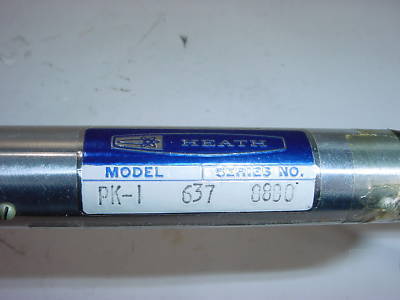 HEATH
MODEL SERIES NO.
PK-1 637 0800